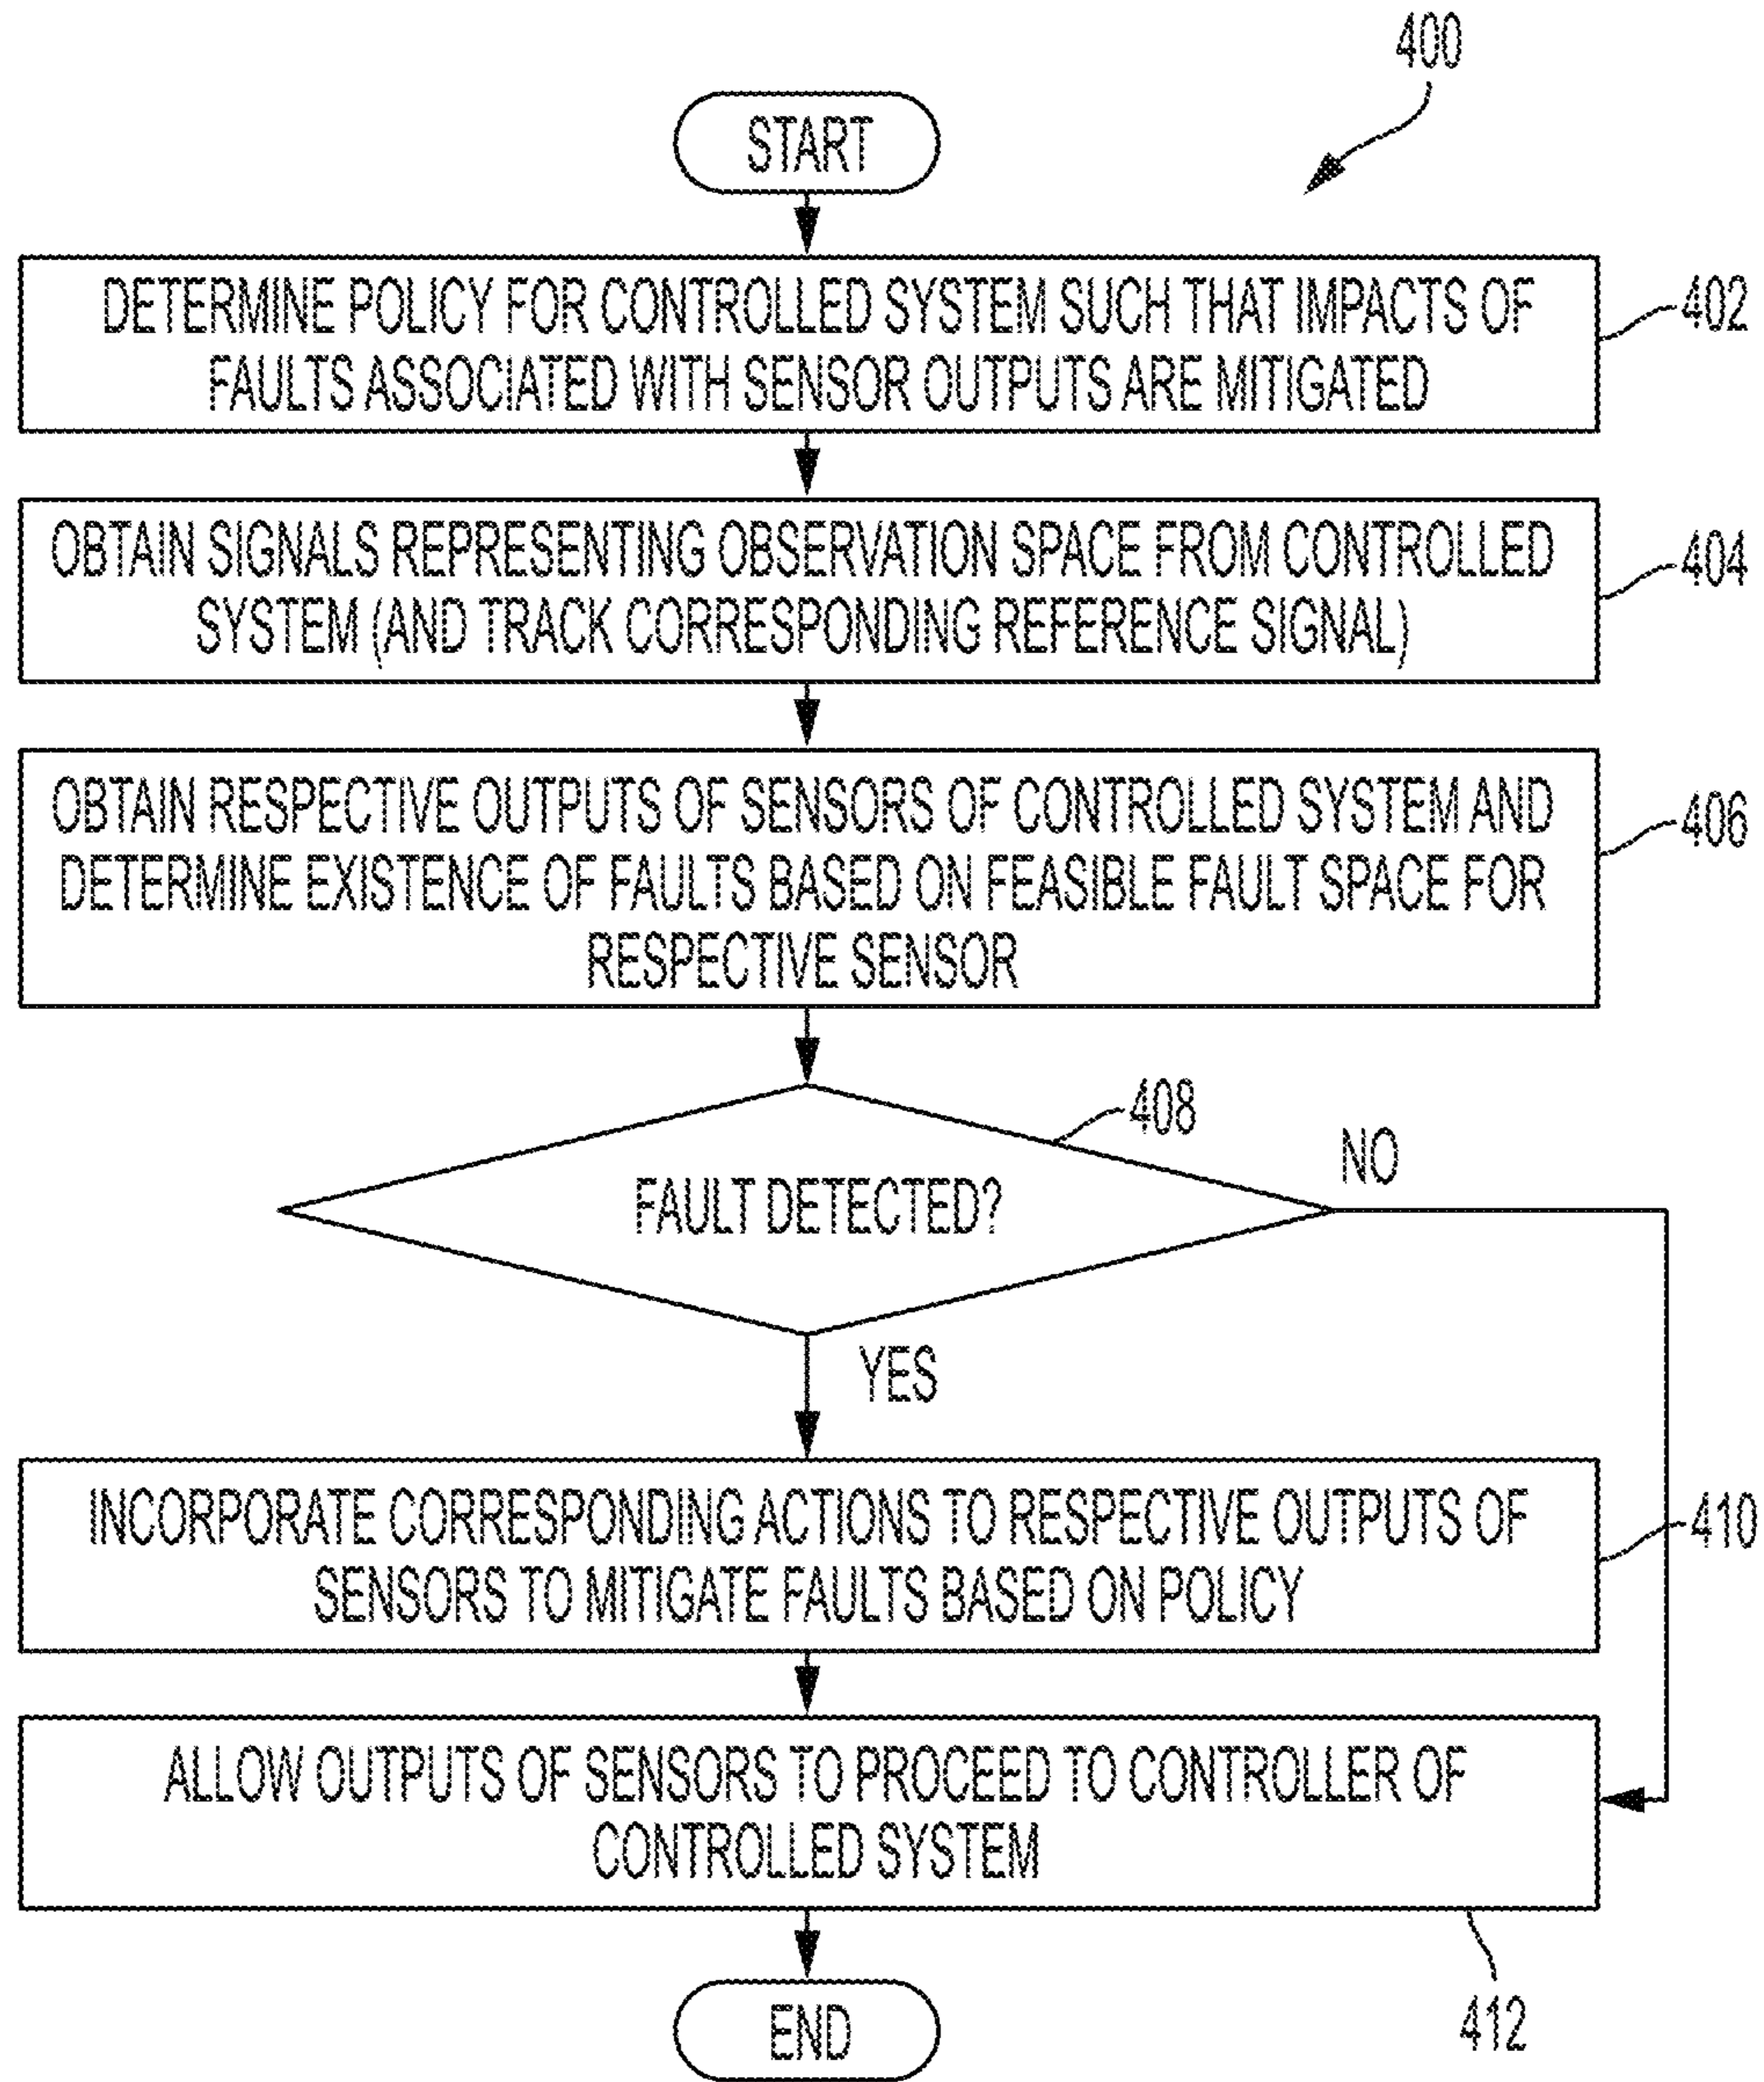 400
START
DETERMINE POLICY FOR CONTROLLED SYSTEM SUCH THAT IMPACTS OF
FAULTS ASSOCIATED WITH SENSOR OUTPUTS ARE MITIGATED
402
OBTAIN SIGNALS REPRESENTING OBSERVATION SPACE FROM CONTROLLED
SYSTEM (AND TRACK CORRESPONDING REFERENCE SIGNAL)
404
OBTAIN RESPECTIVE OUTPUTS OF SENSORS OF CONTROLLED SYSTEM AND
DETERMINE EXISTENCE OF FAULTS BASED ON FEASIBLE FAULT SPACE FOR
RESPECTIVE SENSOR
406
408
FAULT DETECTED?
NO
YES
INCORPORATE CORRESPONDING ACTIONS TO RESPECTIVE OUTPUTS OF
SENSORS TO MITIGATE FAULTS BASED ON POLICY
410
ALLOW OUTPUTS OF SENSORS TO PROCEED TO CONTROLLER OF
CONTROLLED SYSTEM
412
END